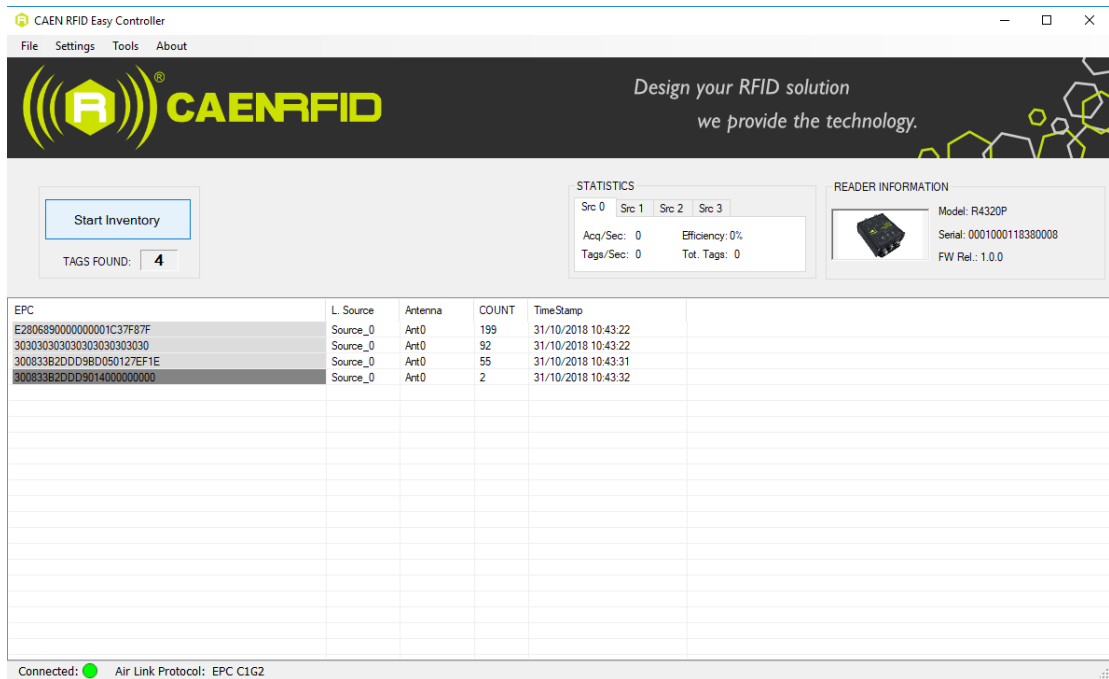 CAEN RFID Easy Controller
File Settings Tools About
CAENRFID ®
Design your RFID solution
we provide the technology.
Start Inventory
TAGS FOUND: 4
STATISTICS
Src 0 Src 1 Src 2 Src 3
Acq/Sec: 0 Efficiency: 0%
Tags/Sec: 0 Tot. Tags: 0
READER INFORMATION
Model: R4320P
Serial: 0001000118380008
FW Rel.: 1.0.0
EPC L. Source Antenna COUNT TimeStamp
E2806890000000001C37F87F Source_0 Ant0 199 31/10/2018 10:43:22
303030303030303030303030 Source_0 Ant0 92 31/10/2018 10:43:22
300833B2DDD9BD050127EF1E Source_0 Ant0 55 31/10/2018 10:43:31
300833B2DDD9014000000000 Source_0 Ant0 2 31/10/2018 10:43:32
Connected: Air Link Protocol: EPC C1G2